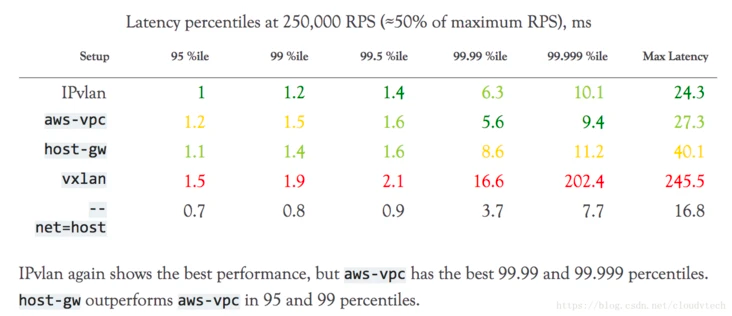 Latency percentiles at 250,000 RPS (≈50% of maximum RPS), ms
Setup 95 %ile 99 %ile 99.5 %ile 99.99 %ile 99.999 %ile Max Latency
IPvlan 1 1.2 1.4 6.3 10.1 24.3
aws-vpc 1.2 1.5 1.6 5.6 9.4 27.3
host-gw 1.1 1.4 1.6 8.6 11.2 40.1
vxlan 1.5 1.9 2.1 16.6 202.4 245.5
-- 0.7 0.8 0.9 3.7 7.7 16.8
net=host
IPvlan again shows the best performance, but aws-vpc has the best 99.99 and 99.999 percentiles.
host-gw outperforms aws-vpc in 95 and 99 percentiles.
https://blog.csdn.net/cloudvtech